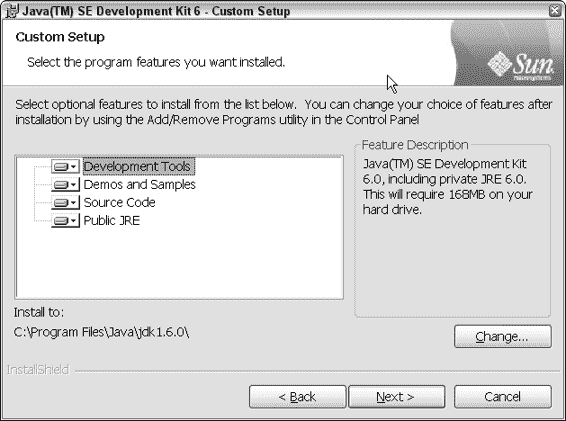 Java(TM) SE Development Kit 6 - Custom Setup
Custom Setup
Select the program features you want installed.
Sun
microsystems
Select optional features to install from the list below. You can change your choice of features after
installation by using the Add/Remove Programs utility in the Control Panel
Development Tools
Demos and Samples
Source Code
Public JRE
Feature Description
Java(TM) SE Development Kit
6.0, including private JRE 6.0.
This will require 168MB on your
hard drive.
Install to:
C:\Program Files\Java\jdk1.6.0\
Change...
InstallShield
< Back
Next >
Cancel